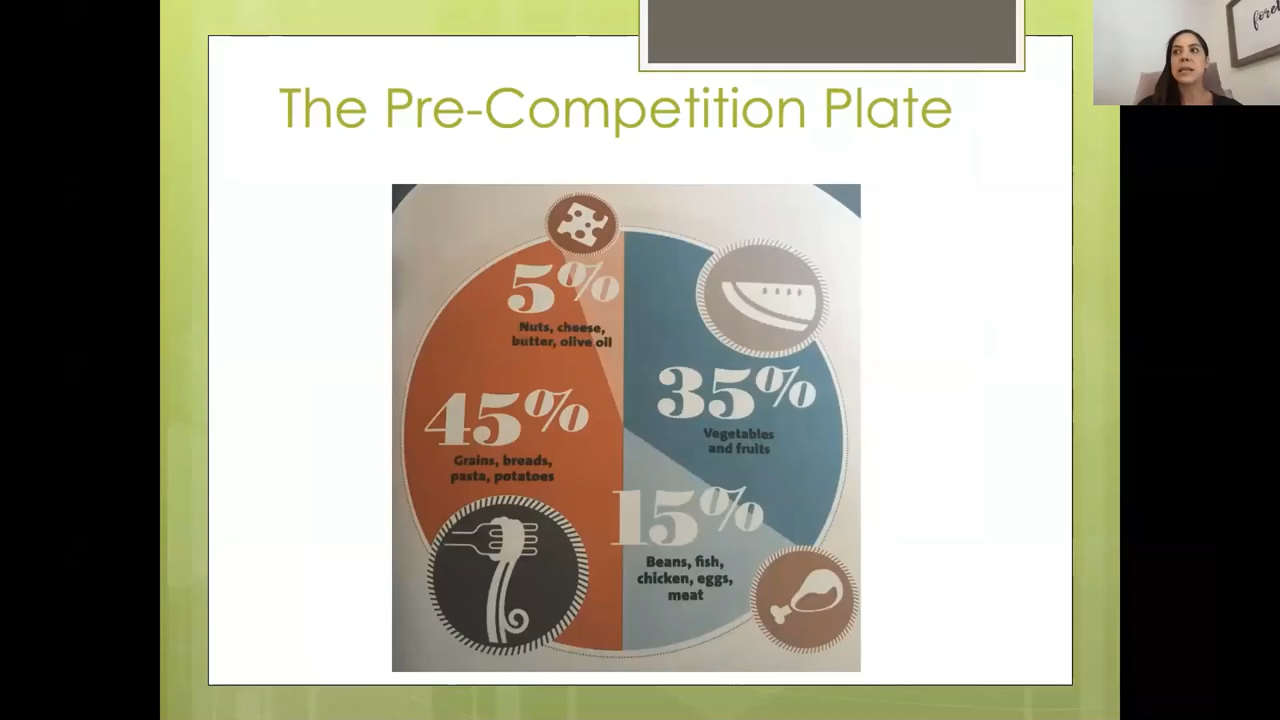 The Pre-Competition Plate
5%
Nuts, cheese,
butter, olive oil
35%
Vegetables
and fruits
45%
Grains, breads,
pasta, potatoes
15%
Beans, fish,
chicken, eggs,
meat